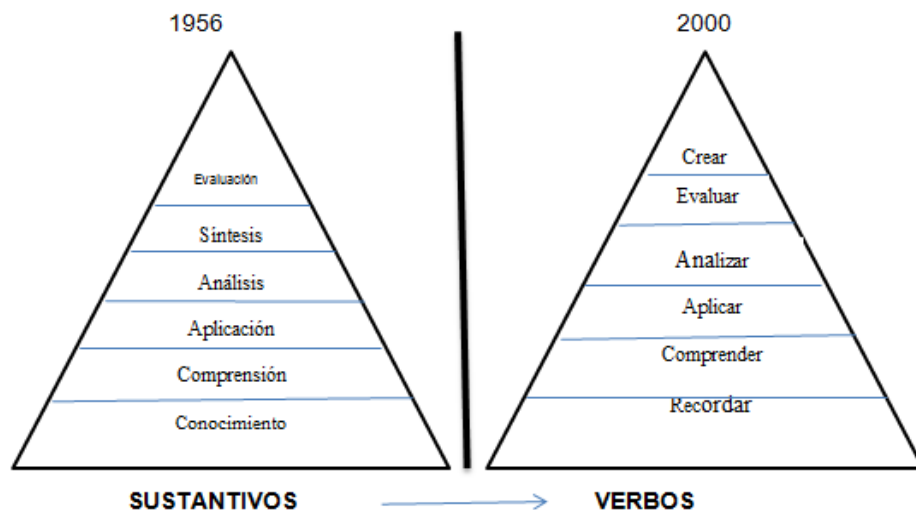 1956
Evaluación
Síntesis
Análisis
Aplicación
Comprensión
Conocimiento
2000
Crear
Evaluar
Analizar
Aplicar
Comprender
Recordar
SUSTANTIVOS
VERBOS